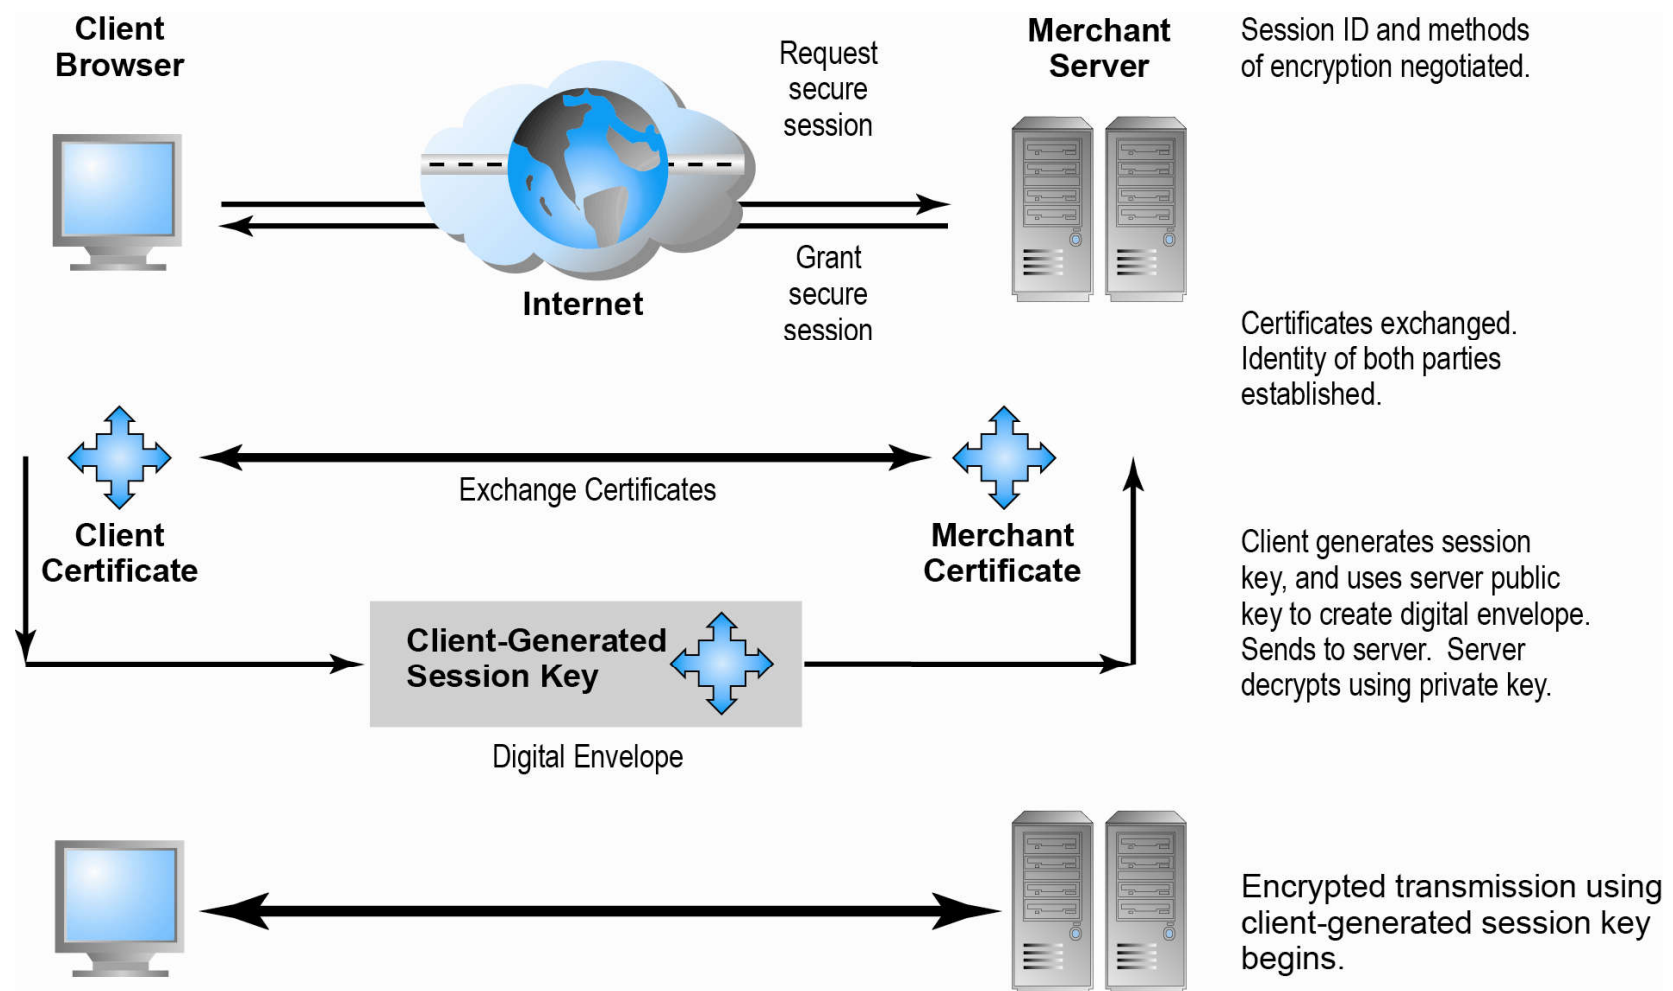 Client
Browser
Request
secure
session
Merchant
Server
Session ID and methods
of encryption negotiated.
Internet
Grant
secure
session
Certificates exchanged.
Identity of both parties
established.
Exchange Certificates
Client
Certificate
Merchant
Certificate
Client generates session
key, and uses server public
key to create digital envelope.
Sends to server. Server
decrypts using private key.
Client-Generated
Session Key
Digital Envelope
Encrypted transmission using
client-generated session key
begins.